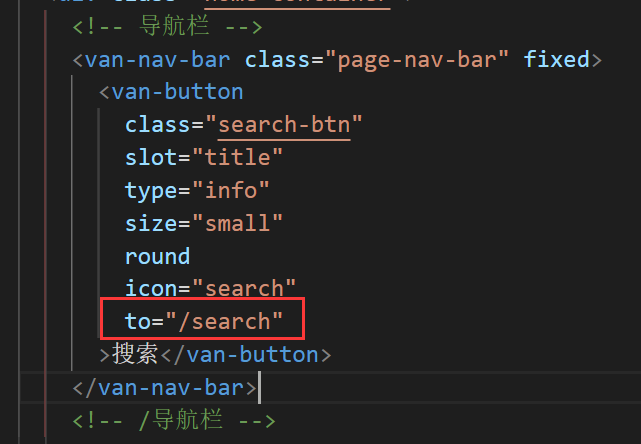 <!-- 导航栏 -->
<van-nav-bar class="page-nav-bar" fixed>
<van-button
class="search-btn"
slot="title"
type="info"
size="small"
round
icon="search"
to="/search"
>搜索</van-button>
</van-nav-bar>
<!-- /导航栏 -->